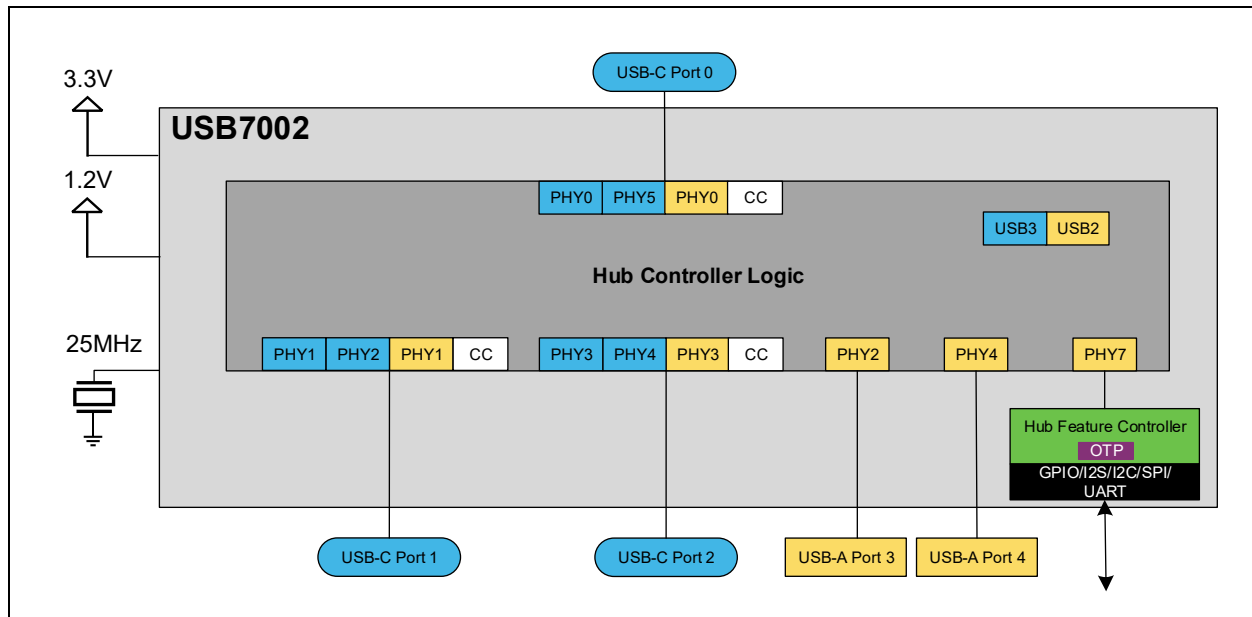 USB-C Port 0
3.3V
USB7002
1.2V
PHY0 PHY5 PHY0 CC
USB3 USB2
Hub Controller Logic
25MHz
PHY1 PHY2 PHY1 CC PHY3 PHY4 PHY3 CC PHY2 PHY4 PHY7
Hub Feature Controller
OTP
GPIO/I2S/I2C/SPI/
UART
USB-C Port 1 USB-C Port 2 USB-A Port 3 USB-A Port 4